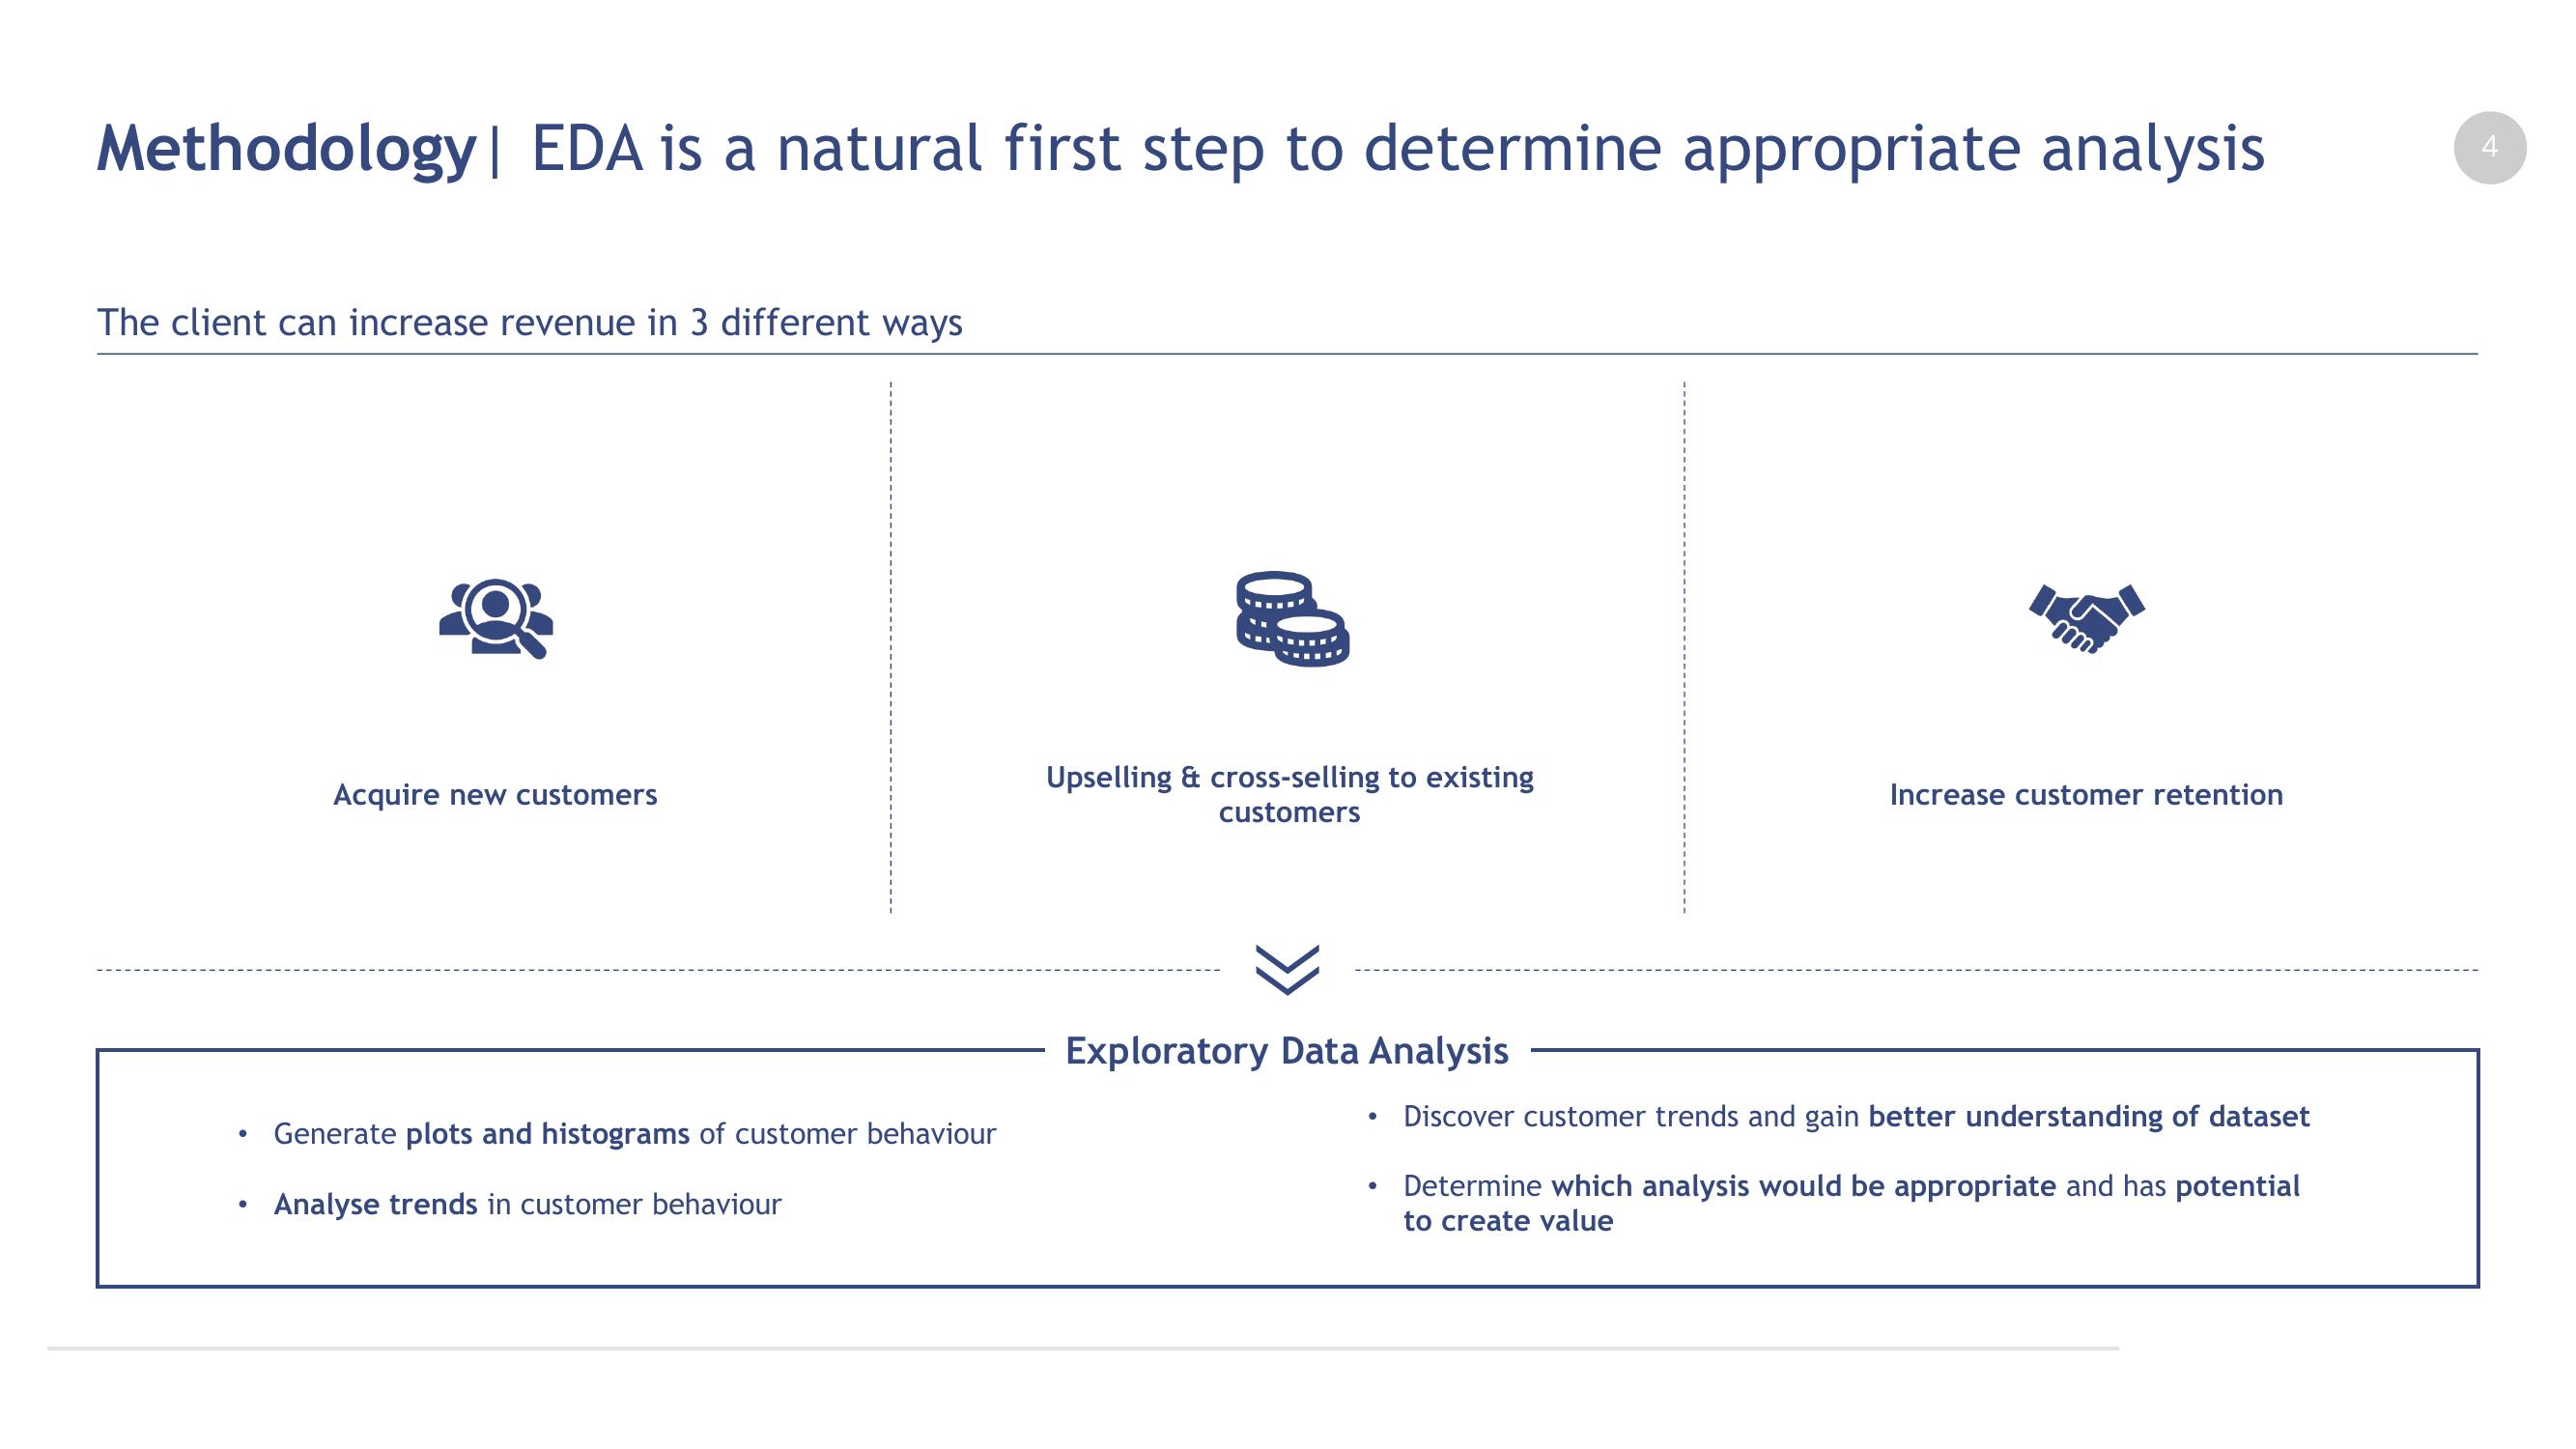 Methodology| EDA is a natural first step to determine appropriate analysis
4
The client can increase revenue in 3 different ways
Acquire new customers
Upselling & cross-selling to existing
customers
Increase customer retention
Exploratory Data Analysis
• Generate plots and histograms of customer behaviour
• Analyse trends in customer behaviour
• Discover customer trends and gain better understanding of dataset
• Determine which analysis would be appropriate and has potential
to create value